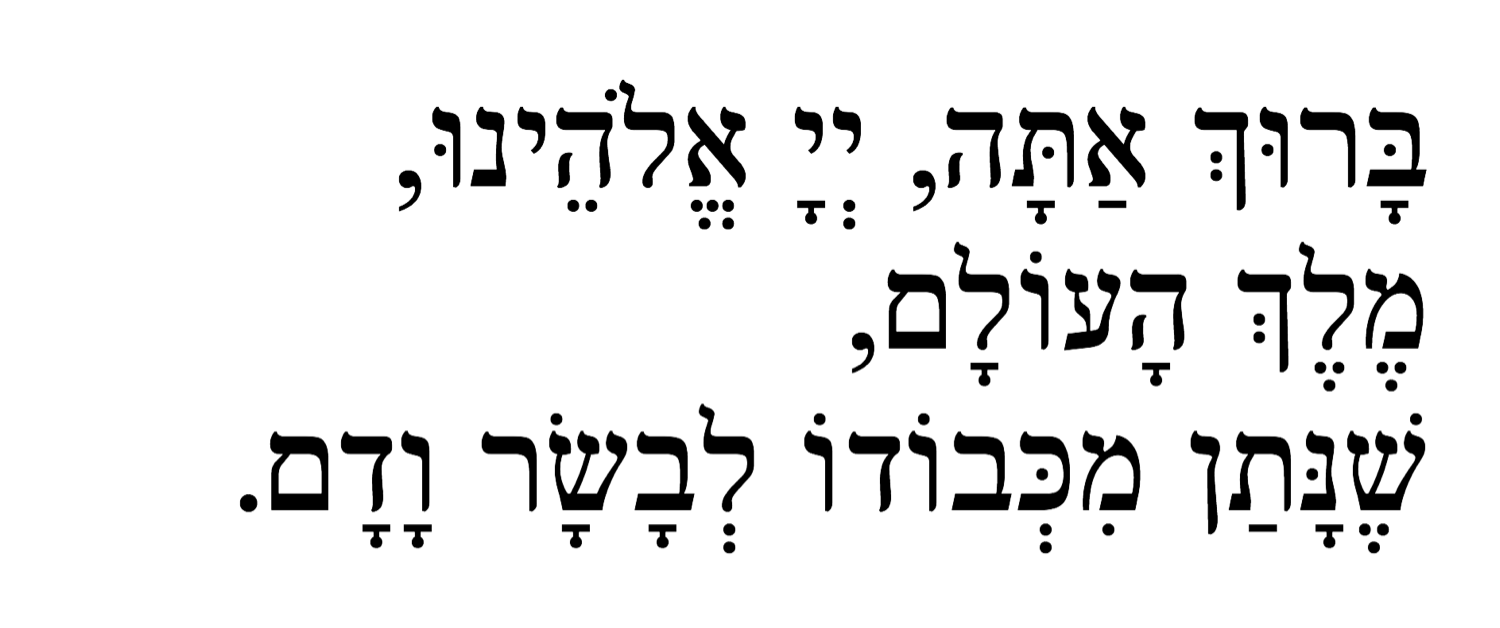 בָּרוּךְ אַתָּה, יְיָ אֱלֹהֵינוּ,
מֶלֶךְ הָעוֹלָם,
שֶׁנָּתַן מִכְּבוֹדוֹ לְבָשָׂר וָדָם.